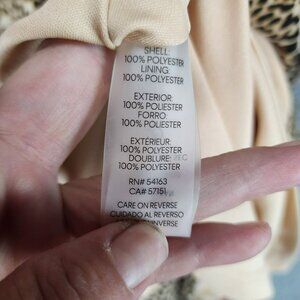 SHELL:
100% POLYESTER
LINING
100% POLYESTER
EXTERIOR:
100% POLIESTER
FORRO
100% POLIESTER
EXTÉRIEUR:
100% POLYESTER
DOUBLURE:
100% POLYESTER
RN# 54163
CA# 57151
CARE ON REVERSE
CUIDADO AL REVERSO